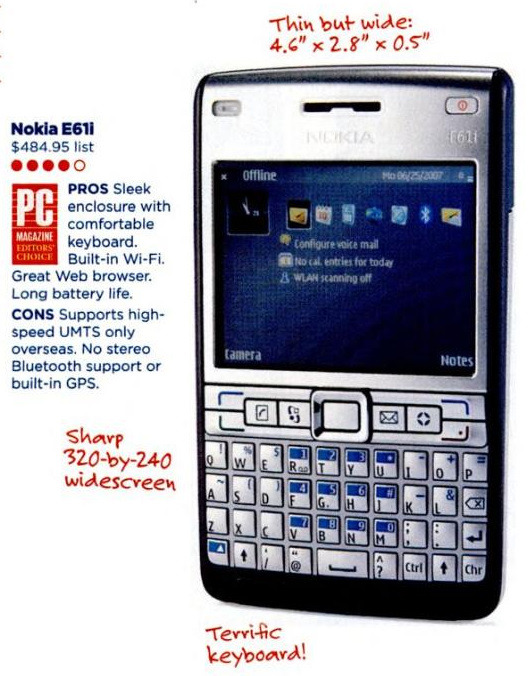 Thin but wide:
4.6" x 2.8" x 0.5"
Nokia E61i
$484.95 list
PC
MAGAZINE
EDITORS'
CHOICE
PROS Sleek
enclosure with
comfortable
keyboard.
Built-in Wi-Fi.
Great Web browser.
Long battery life.
CONS Supports high-
speed UMTS only
overseas. No stereo
Bluetooth support or
built-in GPS.
Sharp
320-by-240
widescreen
NOKIA E61i
Offline Mo 06/25/2007
Configure voice mail
No cal. entries for today
WLAN scanning off
Camera Notes
Q W E R T Y U I O P
A S D F G H J K L
Z X C V B N M
Ctrl Chr
Terrific
keyboard!